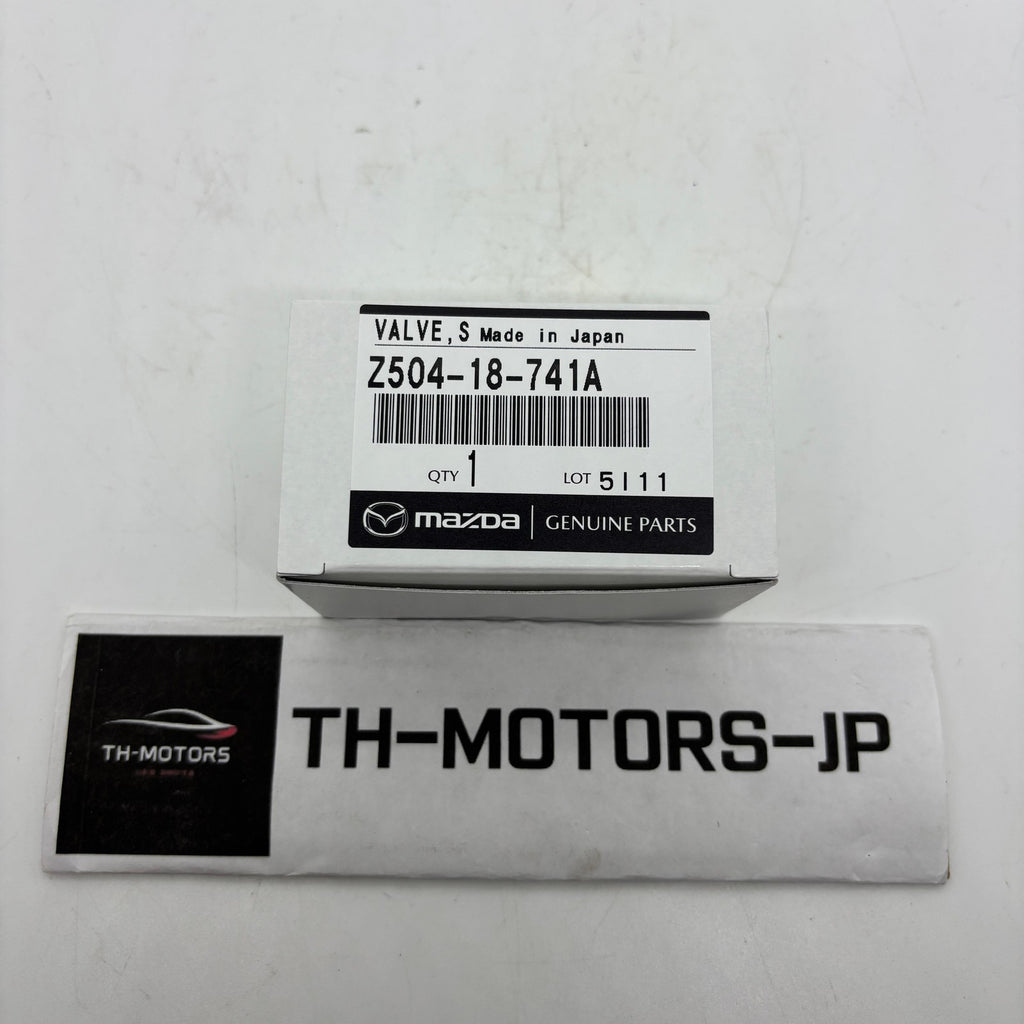 VALVE,S Made in Japan
Z504-18-741A
QTY 1 LOT 5I11
mazda GENUINE PARTS
TH-MOTORS
TH-MOTORS-JP